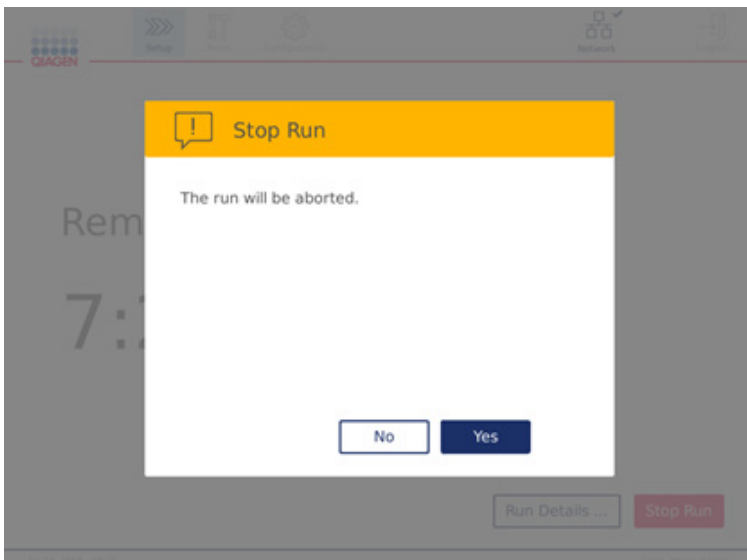 Setup
Network
QIAGEN
Stop Run
The run will be aborted.
Rem
7:
No
Yes
Run Details ...
Stop Run